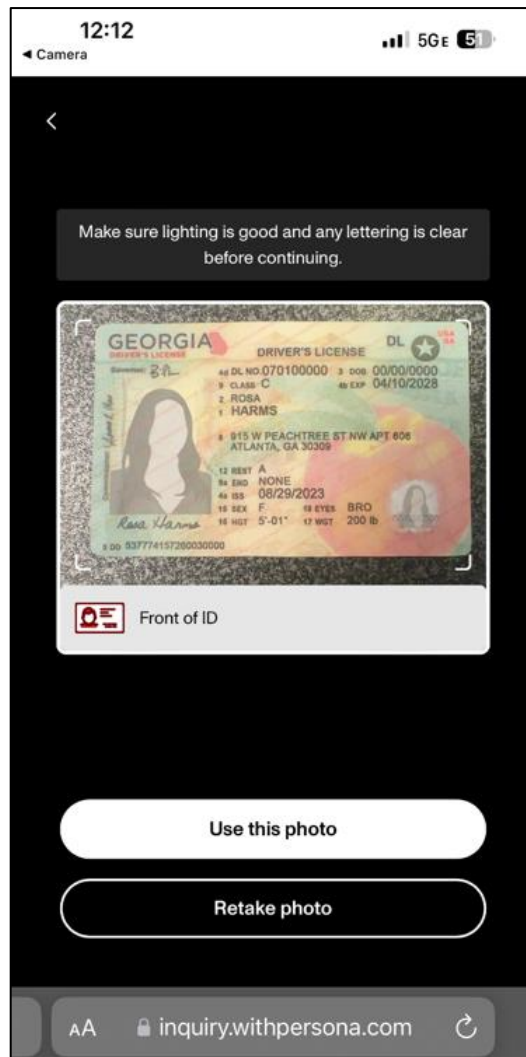 12:12
5GE 51
◀ Camera
Make sure lighting is good and any lettering is clear
before continuing.
GEORGIA
DRIVER'S LICENSE
DRIVER'S LICENSE
DL
USA
GA
4d DL NO. 070100000 3 DOB 00/00/0000
9 CLASS C 4b EXP 04/10/2028
2 ROSA
1 HARMS
8 915 W PEACHTREE ST NW APT 606
ATLANTA, GA 30309
12 REST A
9a END NONE
4a ISS 08/29/2023
15 SEX F 18 EYES BRO
16 HGT 5'-01" 17 WGT 200 lb
Rosa Harms
5 DD 537774157260030000
Front of ID
Use this photo
Retake photo
AA inquiry.withpersona.com